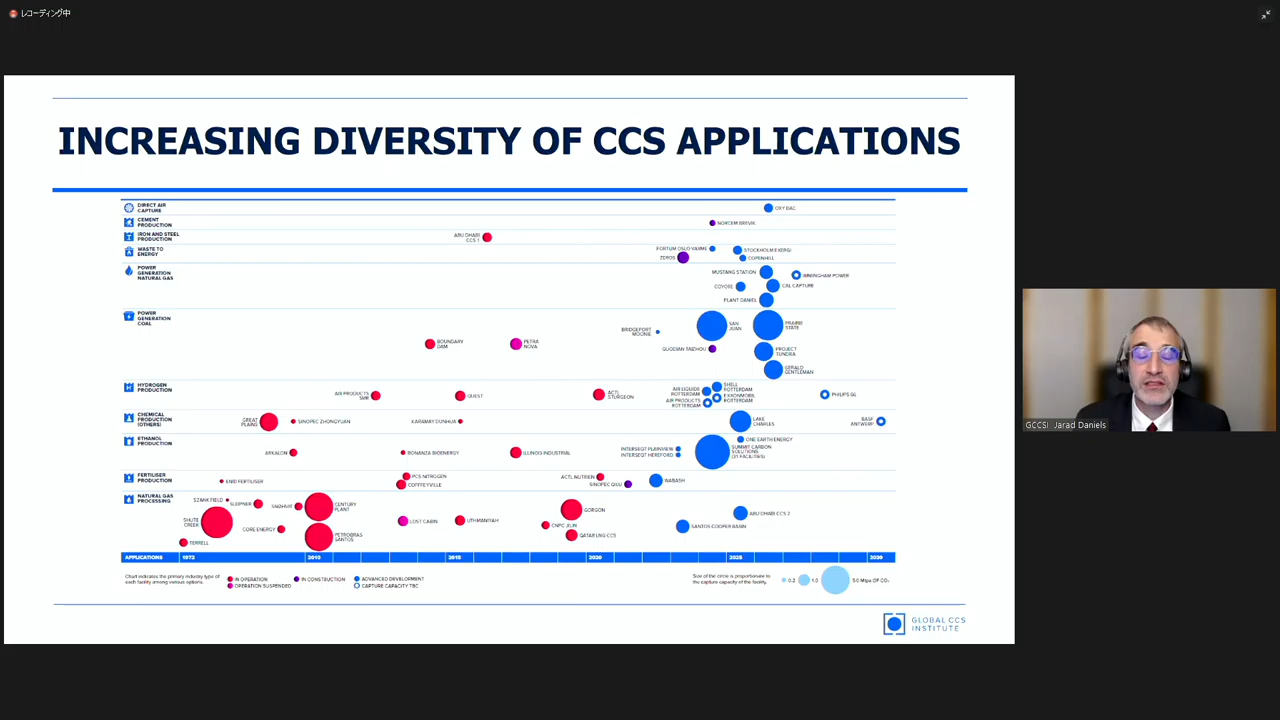 レコーディング中
INCREASING DIVERSITY OF CCS APPLICATIONS
DIRECT AIR
CAPTURE
OXY DAC
CEMENT
PRODUCTION
NORCEM BREVIK
IRON AND STEEL
PRODUCTION
ABU DHABI
CCS 1
WASTE TO
ENERGY
FORTUM OSLO VARME
STOCKHOLM EXERGI
ZEROS
COPENHILL
POWER
GENERATION
NATURAL GAS
MUSTANG STATION
BIRMINGHAM POWER
COYOTE
CAL CAPTURE
PLANT DANIEL
POWER
GENERATION
COAL
BRIDGEPORT
MOONIE
SAN
JUAN
PRAIRIE
STATE
BOUNDARY
DAM
PETRA
NOVA
GUODIAN TAIZHOU
PROJECT
TUNDRA
GERALD
GENTLEMAN
HYDROGEN
PRODUCTION
AIR PRODUCTS
SMR
QUEST
ACTL
STURGEON
AIR LIQUIDE
ROTTERDAM
SHELL
ROTTERDAM
AIR PRODUCTS
ROTTERDAM
EXXONMOBIL
ROTTERDAM
PHILIPS 66
CHEMICAL
PRODUCTION
(OTHERS)
GREAT
PLAINS
SINOPEC ZHONGYUAN
KARAMAY DUNHUA
LAKE
CHARLES
BASF
ANTWERP
ETHANOL
PRODUCTION
ARKALON
BONANZA BIOENERGY
ILLINOIS INDUSTRIAL
INTERSEQT PLAINVIEW
INTERSEQT HEREFORD
ONE EARTH ENERGY
SUMMIT CARBON
SOLUTIONS
(31 FACILITIES)
FERTILISER
PRODUCTION
ENID FERTILISER
PCS NITROGEN
COFFEYVILLE
ACTL NUTRIEN
SINOPEC QILU
WABASH
NATURAL GAS
PROCESSING
SZANK FIELD
SLEIPNER
SNØHVIT
CENTURY
PLANT
SHUTE
CREEK
CORE ENERGY
PETROBRAS
SANTOS
TERRELL
LOST CABIN
UTHMANIYAH
GORGON
CNPC JILIN
QATAR LNG CCS
ABU DHABI CCS 2
SANTOS COOPER BASIN
APPLICATIONS 1972 2010 2015 2020 2025 2030
Chart indicates the primary industry type of
each facility among various options.
IN OPERATION
IN CONSTRUCTION
ADVANCED DEVELOPMENT
OPERATION SUSPENDED
CAPTURE CAPACITY TBC
Size of the circle is proportionate to
the capture capacity of the facility.
0.2 1.0 5.0 Mtpa OF CO₂
GLOBAL CCS
INSTITUTE
GCCSI Jarad Daniels